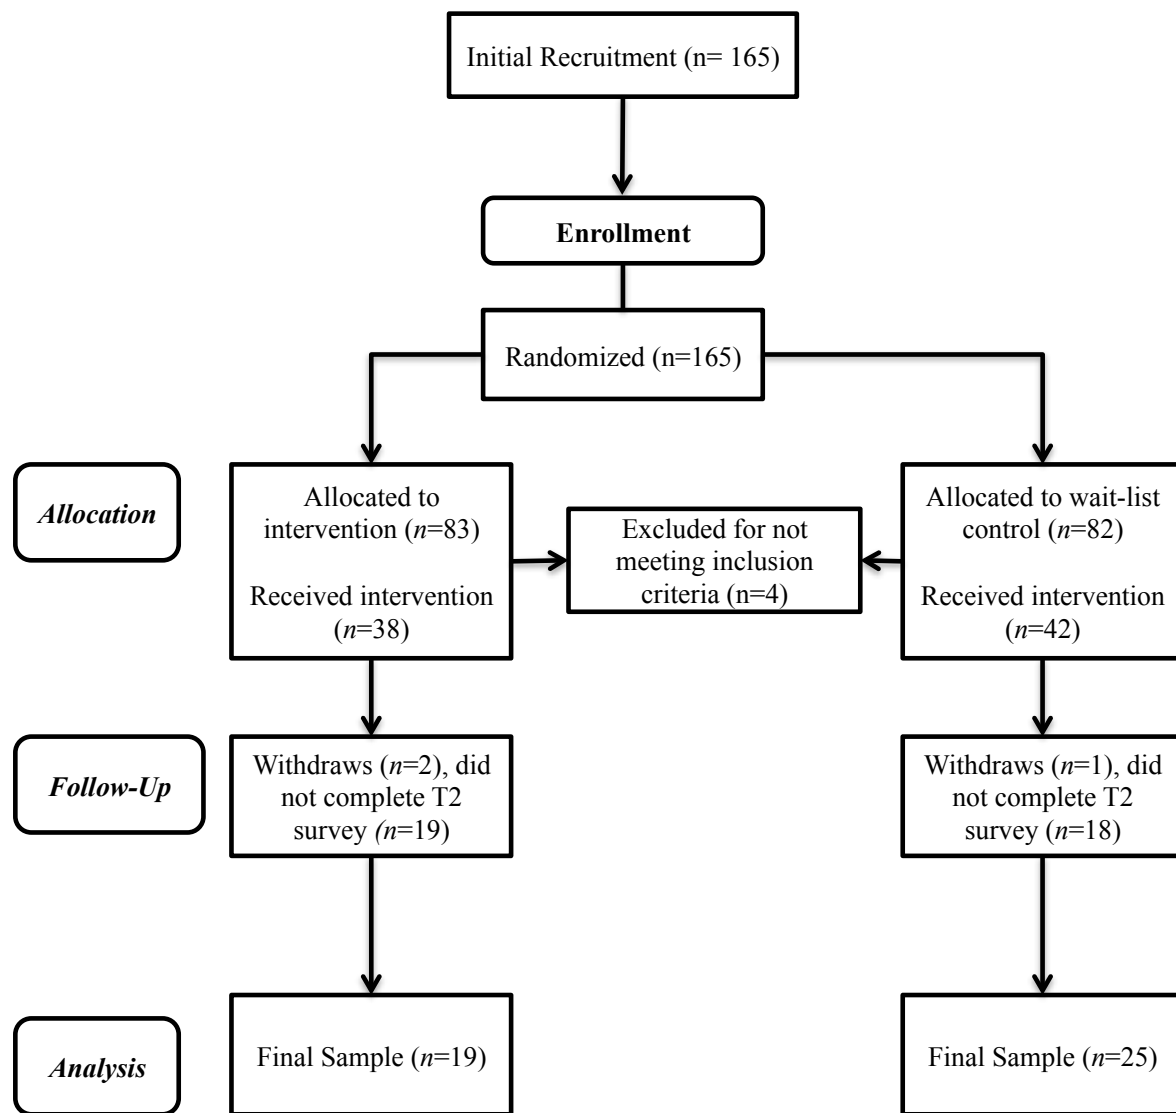 Initial Recruitment (n= 165)
Enrollment
Randomized (n=165)
Allocation
Allocated to
intervention (n=83)
Received intervention
(n=38)
Excluded for not
meeting inclusion
criteria (n=4)
Allocated to wait-list
control (n=82)
Received intervention
(n=42)
Follow-Up
Withdraws (n=2), did
not complete T2
survey (n=19)
Withdraws (n=1), did
not complete T2
survey (n=18)
Analysis
Final Sample (n=19)
Final Sample (n=25)